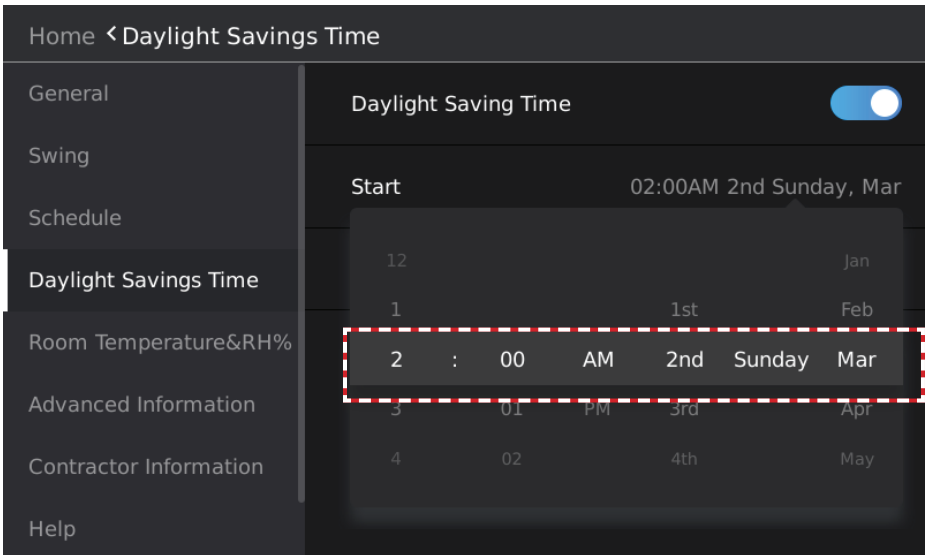 Home < Daylight Savings Time
General
Swing
Schedule
Daylight Savings Time
Room Temperature&RH%
Advanced Information
Contractor Information
Help
Daylight Saving Time
Start 02:00AM 2nd Sunday, Mar
12 Jan
1 1st Feb
2 : 00 AM 2nd Sunday Mar
3 01 PM 3rd Apr
4 02 4th May